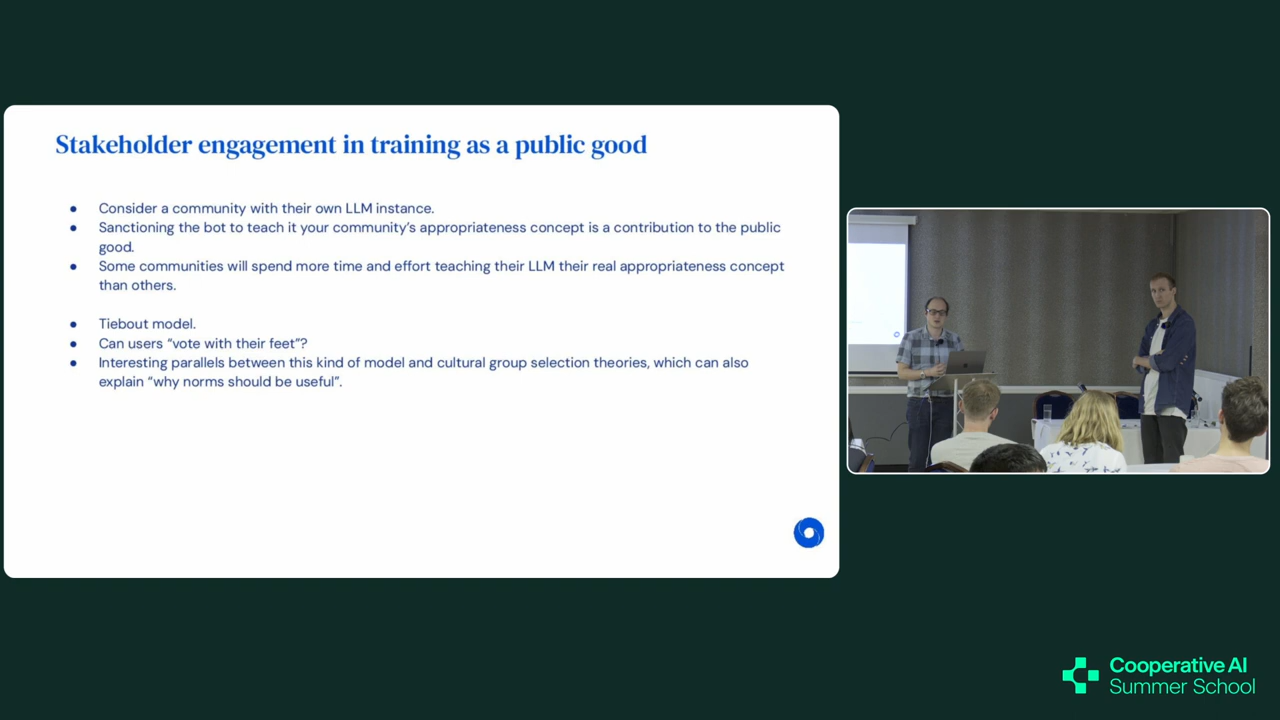 Stakeholder engagement in training as a public good
● Consider a community with their own LLM instance.
● Sanctioning the bot to teach it your community's appropriateness concept is a contribution to the public
good.
● Some communities will spend more time and effort teaching their LLM their real appropriateness concept
than others.
● Tiebout model.
● Can users “vote with their feet”?
● Interesting parallels between this kind of model and cultural group selection theories, which can also
explain “why norms should be useful”.
Cooperative AI
Summer School